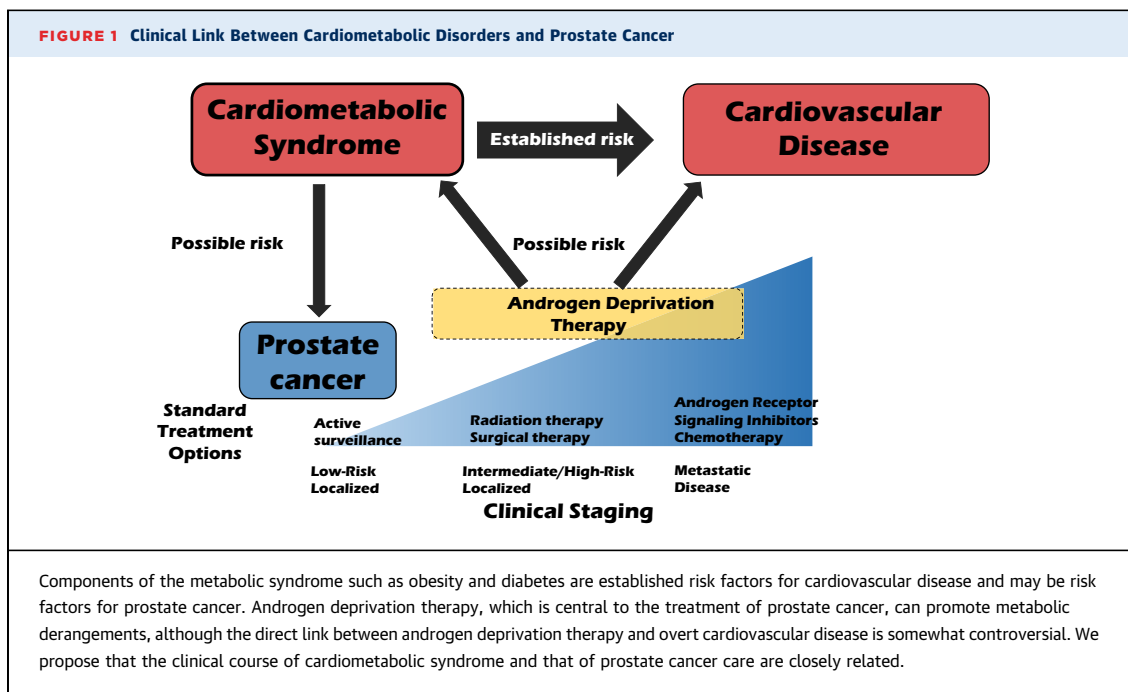 FIGURE 1 Clinical Link Between Cardiometabolic Disorders and Prostate Cancer
Cardiometabolic
Syndrome
Established risk
Cardiovascular
Disease
Possible risk
Possible risk
Androgen Deprivation
Therapy
Prostate
cancer
Standard
Treatment
Options
Active
surveillance
Radiation therapy
Surgical therapy
Androgen Receptor
Signaling Inhibitors
Chemotherapy
Low-Risk
Localized
Intermediate/High-Risk
Localized
Metastatic
Disease
Clinical Staging
Components of the metabolic syndrome such as obesity and diabetes are established risk factors for cardiovascular disease and may be risk
factors for prostate cancer. Androgen deprivation therapy, which is central to the treatment of prostate cancer, can promote metabolic
derangements, although the direct link between androgen deprivation therapy and overt cardiovascular disease is somewhat controversial. We
propose that the clinical course of cardiometabolic syndrome and that of prostate cancer care are closely related.